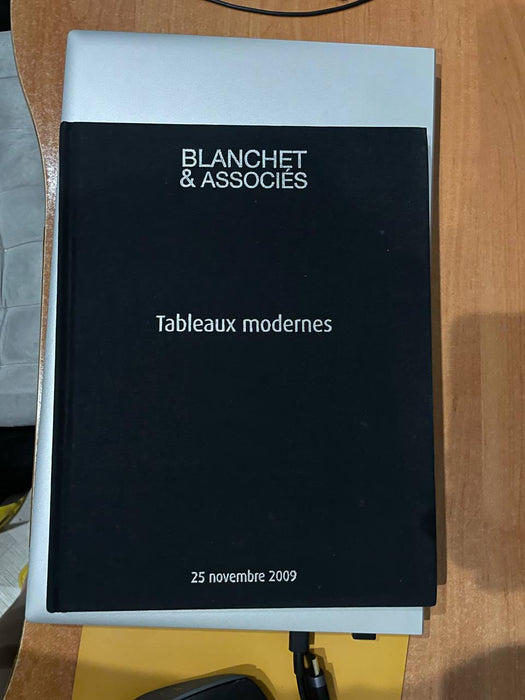 BLANCHET
& ASSOCIÉS
Tableaux modernes
25 novembre 2009